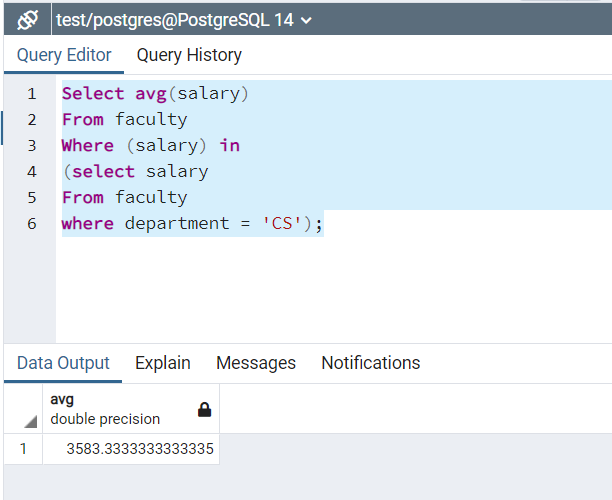 test/postgres@PostgreSQL 14
Query Editor Query History
1 Select avg(salary)
2 From faculty
3 Where (salary) in
4 (select salary
5 From faculty
6 where department = 'CS');
Data Output Explain Messages Notifications
avg
double precision
1 3583.3333333333335